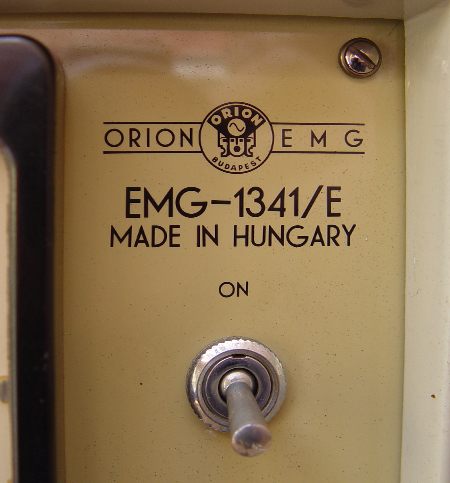 ORION EMG
ORION
BUDAPEST
EMG-1341/E
MADE IN HUNGARY
ON